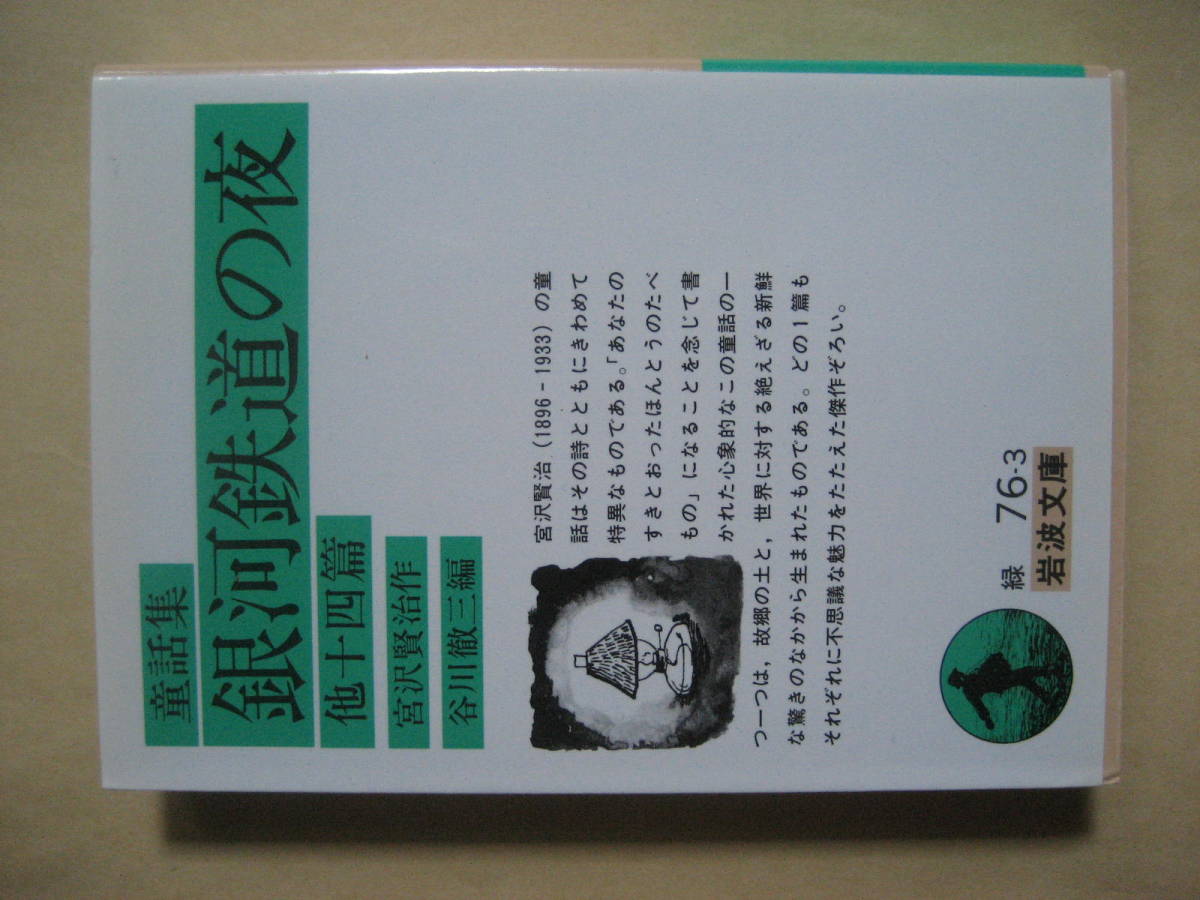 童話集
銀河鉄道の夜
他十四篇
宮沢賢治作
谷川徹三編
宮沢賢治(1896-1933)の童
話はその詩とともにきわめて
特異なものである。「あなたの
すきとおったほんとうのたべ
もの」になることを念じて書
かれた心象的なこの童話の一
つ一つは,故郷の土と,世界に対する絶えざる新鮮
な驚きのなかから生まれたものである。どの1篇も
それぞれに不思議な魅力をたたえた傑作ぞろい。
緑 76-3
岩波文庫